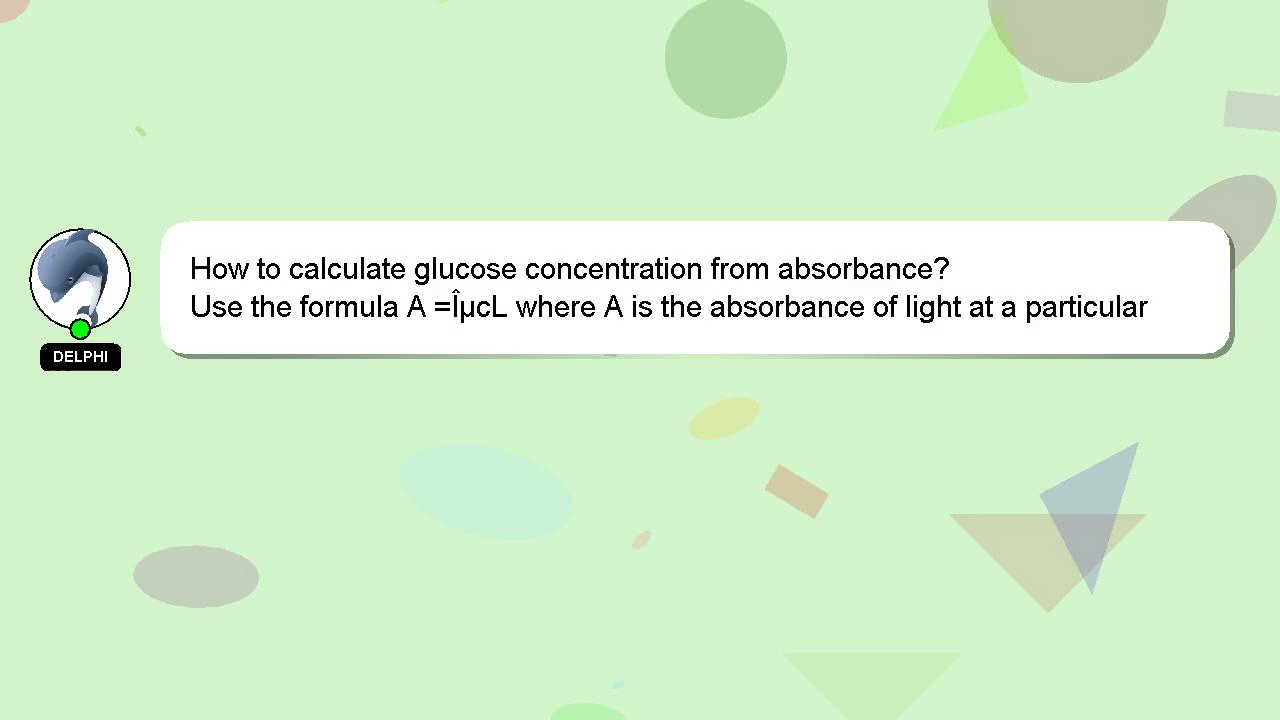 How to calculate glucose concentration from absorbance?
Use the formula A =ÎµcL where A is the absorbance of light at a particular
DELPHI